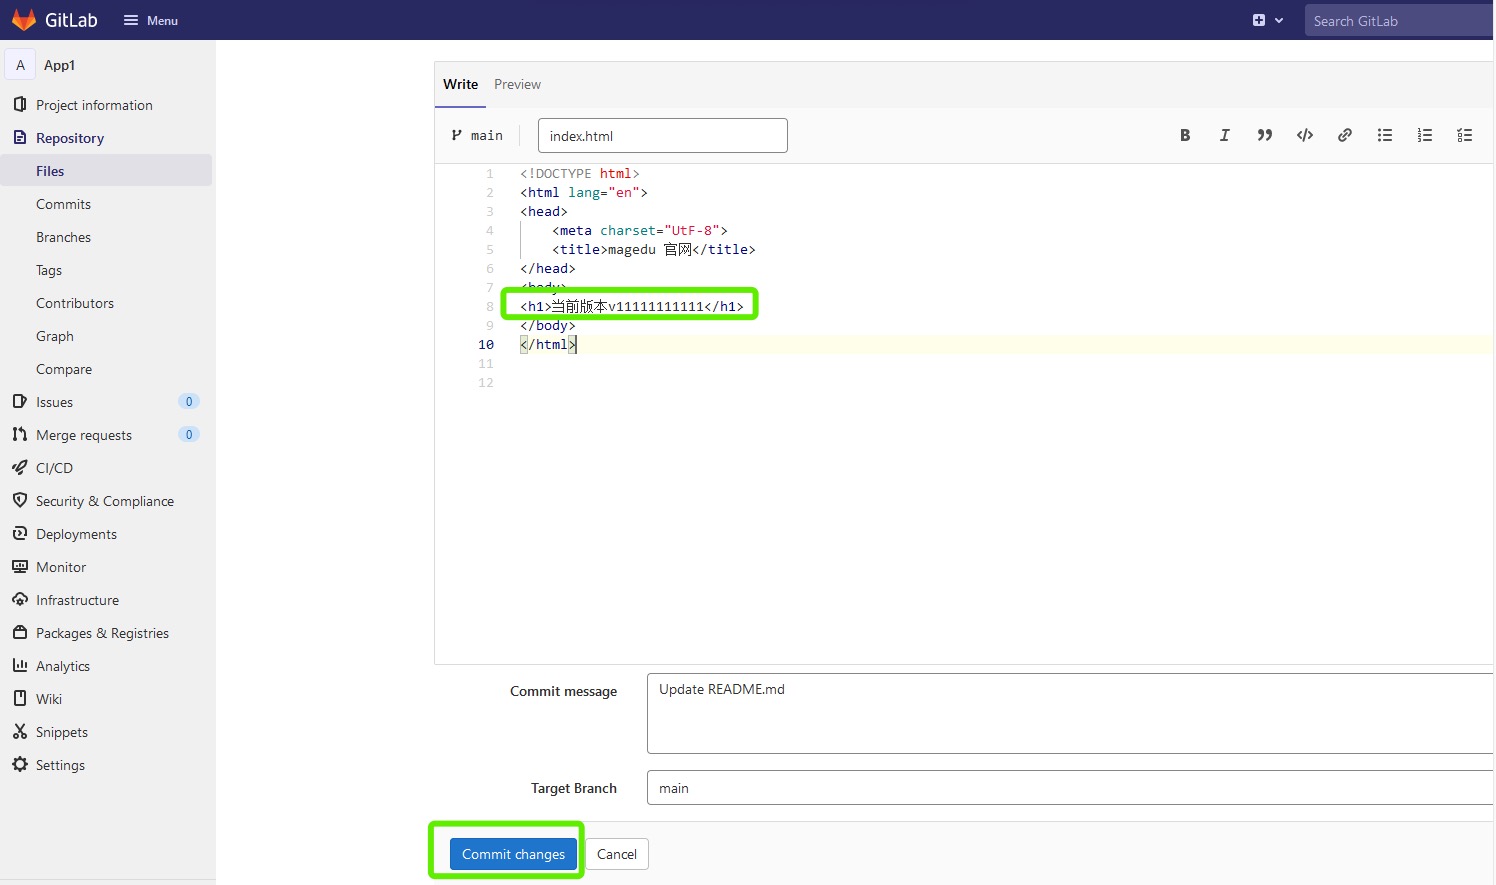 GitLab
Menu
Search GitLab
A
App1
Project information
Repository
Files
Commits
Branches
Tags
Contributors
Graph
Compare
Issues 0
Merge requests 0
CI/CD
Security & Compliance
Deployments
Monitor
Infrastructure
Packages & Registries
Analytics
Wiki
Snippets
Settings
Write Preview
main index.html
1 <!DOCTYPE html>
2 <html lang="en">
3 <head>
4 <meta charset="UtF-8">
5 <title>magedu 官网</title>
6 </head>
7 <body>
8 <h1>当前版本v11111111111</h1>
9 </body>
10 </html>
11
12
Commit message Update README.md
Target Branch main
Commit changes Cancel